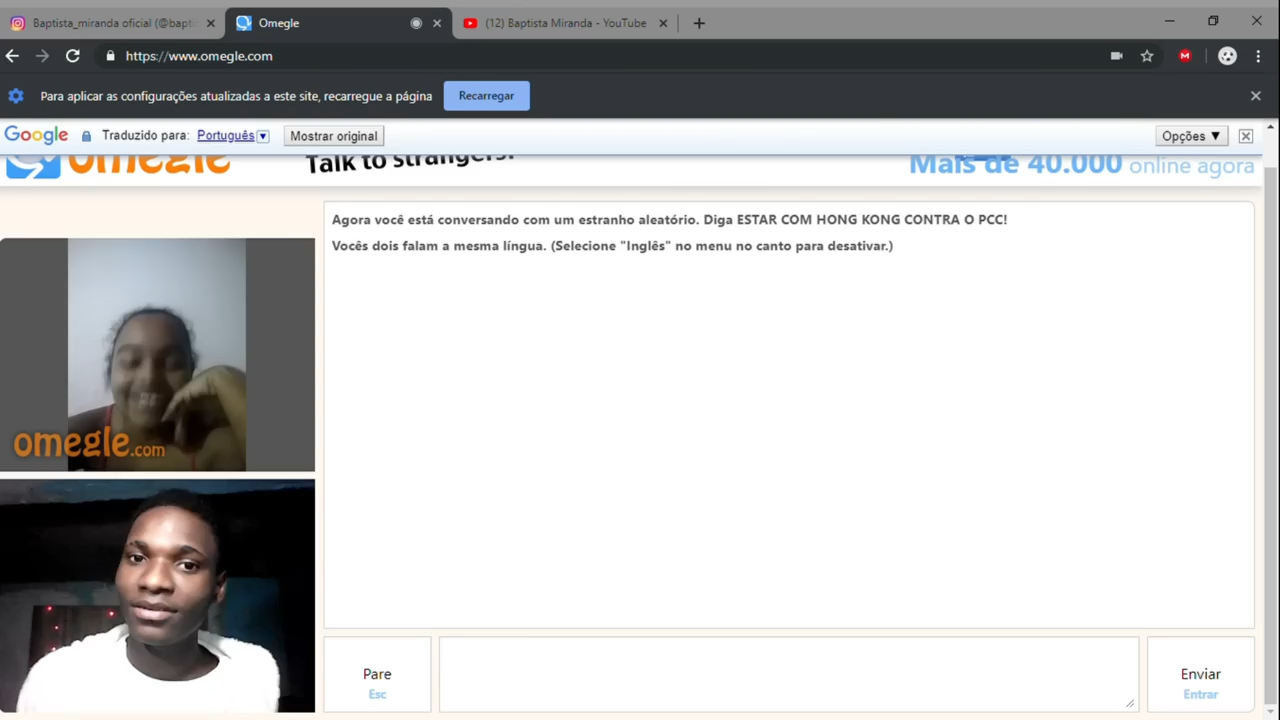 Baptista_miranda oficial (@bapti
Omegle
(12) Baptista Miranda - YouTube
https://www.omegle.com
Para aplicar as configurações atualizadas a este site, recarregue a página
Recarregar
Google
Traduzido para: Português
Mostrar original
Opções ▼
omegle
Talk to strangers!
Mais de 40.000 online agora
Agora você está conversando com um estranho aleatório. Diga ESTAR COM HONG KONG CONTRA O PCC!
Vocês dois falam a mesma língua. (Selecione "Inglês" no menu no canto para desativar.)
omegle.com
Pare
Esc
Enviar
Entrar